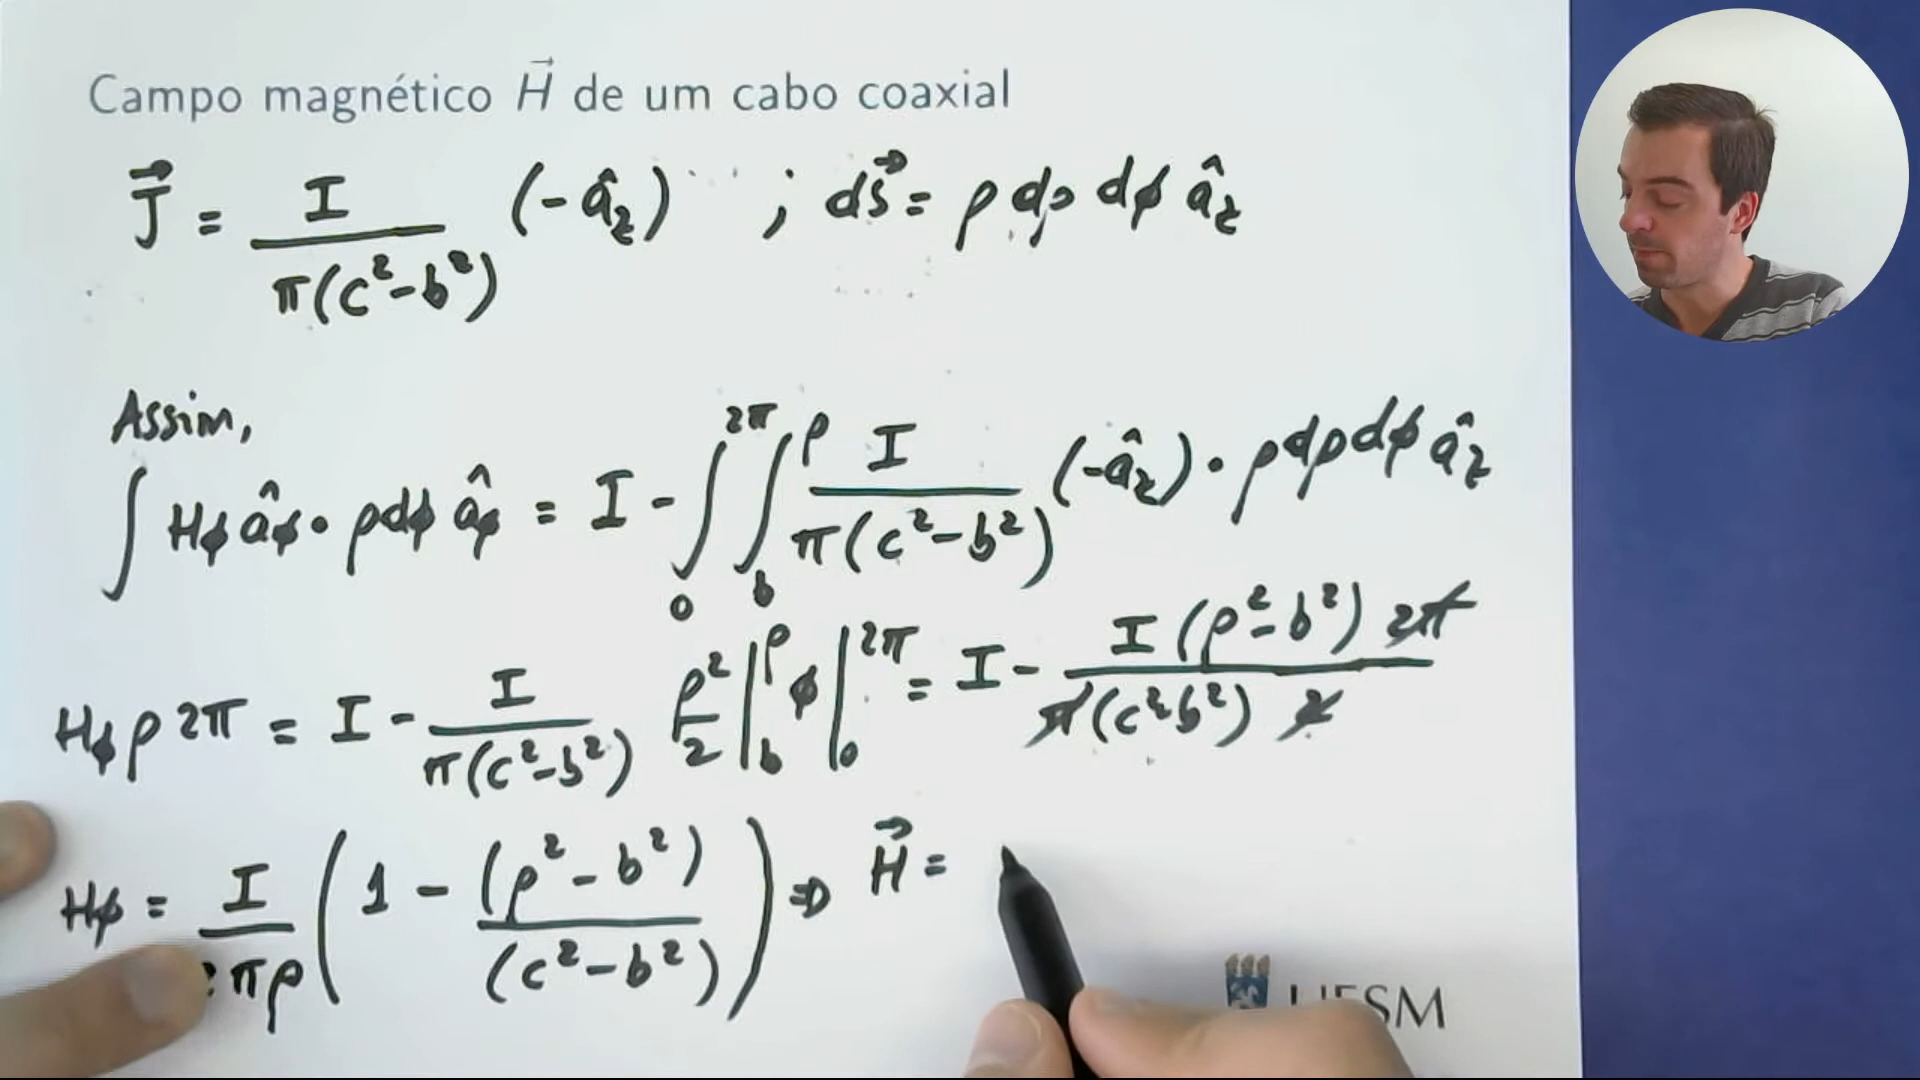 Campo magnético H⃗ de um cabo coaxial
J⃗ = I / π(c²-b²) (-âz) ; ds⃗ = ρ dρ dϕ âz
Assim,
∫ Hϕ âϕ • ρdϕ âϕ = I - ∫₀^2π ∫_b^ρ I / π(c²-b²) (-âz) • ρdρdϕ âz
Hϕ ρ 2π = I - I / π(c²-b²) ρ²/2 |_b^ρ ϕ |_0^2π = I - I (ρ²-b²) 2π / π(c²-b²) 2
Hϕ = I / 2πρ ( 1 - (ρ²-b²) / (c²-b²) ) ⇒ H⃗ =
UFSM